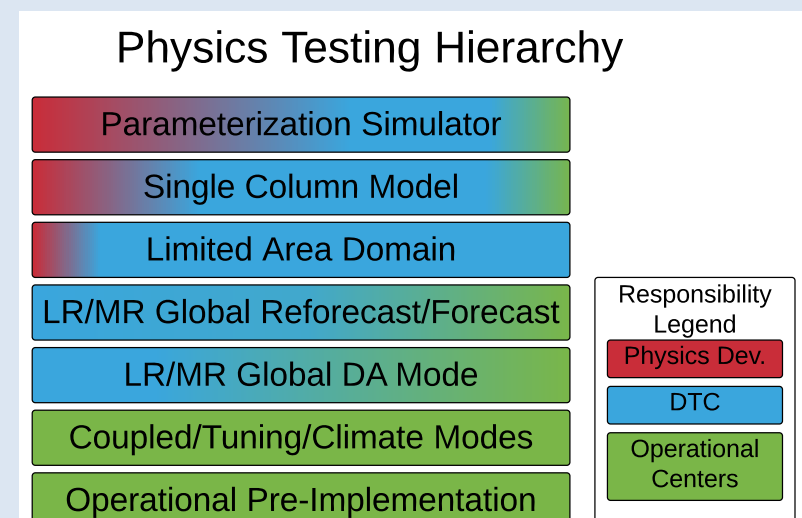 Physics Testing Hierarchy
Parameterization Simulator
Single Column Model
Limited Area Domain
LR/MR Global Reforecast/Forecast
LR/MR Global DA Mode
Coupled/Tuning/Climate Modes
Operational Pre-Implementation
Responsibility
Legend
Physics Dev.
DTC
Operational
Centers